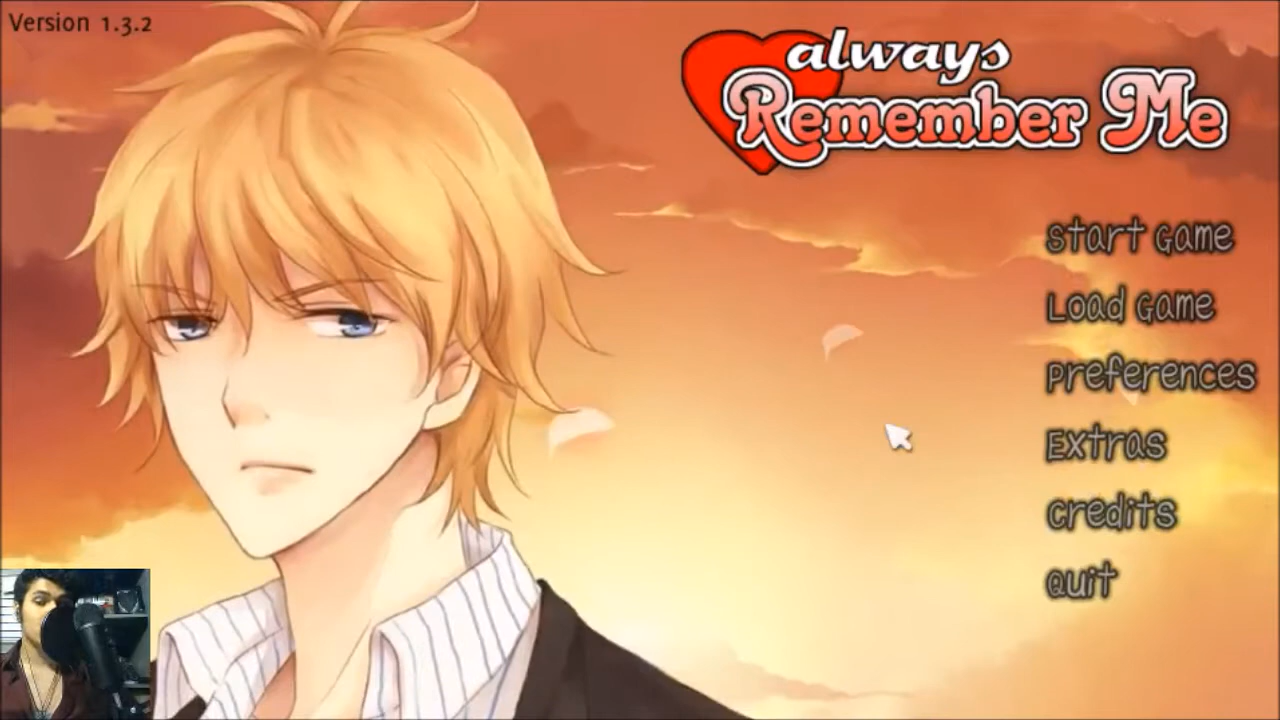 Version 1.3.2
always
Remember Me
Start Game
Load Game
Preferences
Extras
Credits
Quit